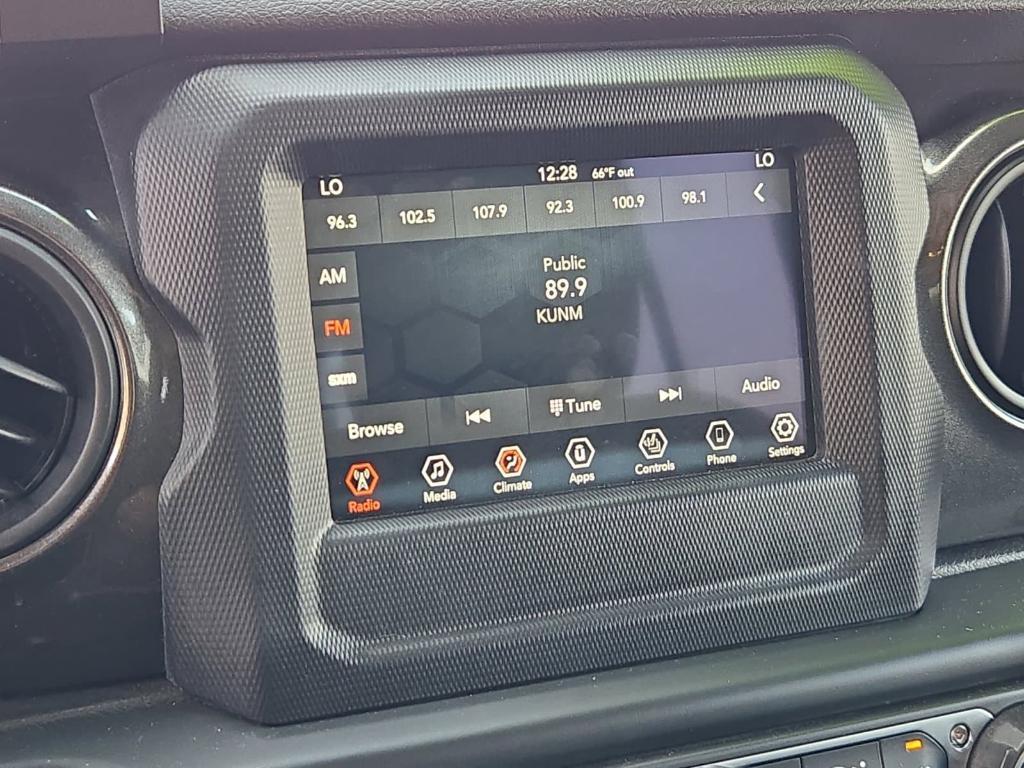 LO 12:28 66°F out LO
96.3 102.5 107.9 92.3 100.9 98.1
AM
Public
89.9
FM
KUNM
sxm
Browse Tune Audio
Radio Media Climate Apps Controls Phone Settings